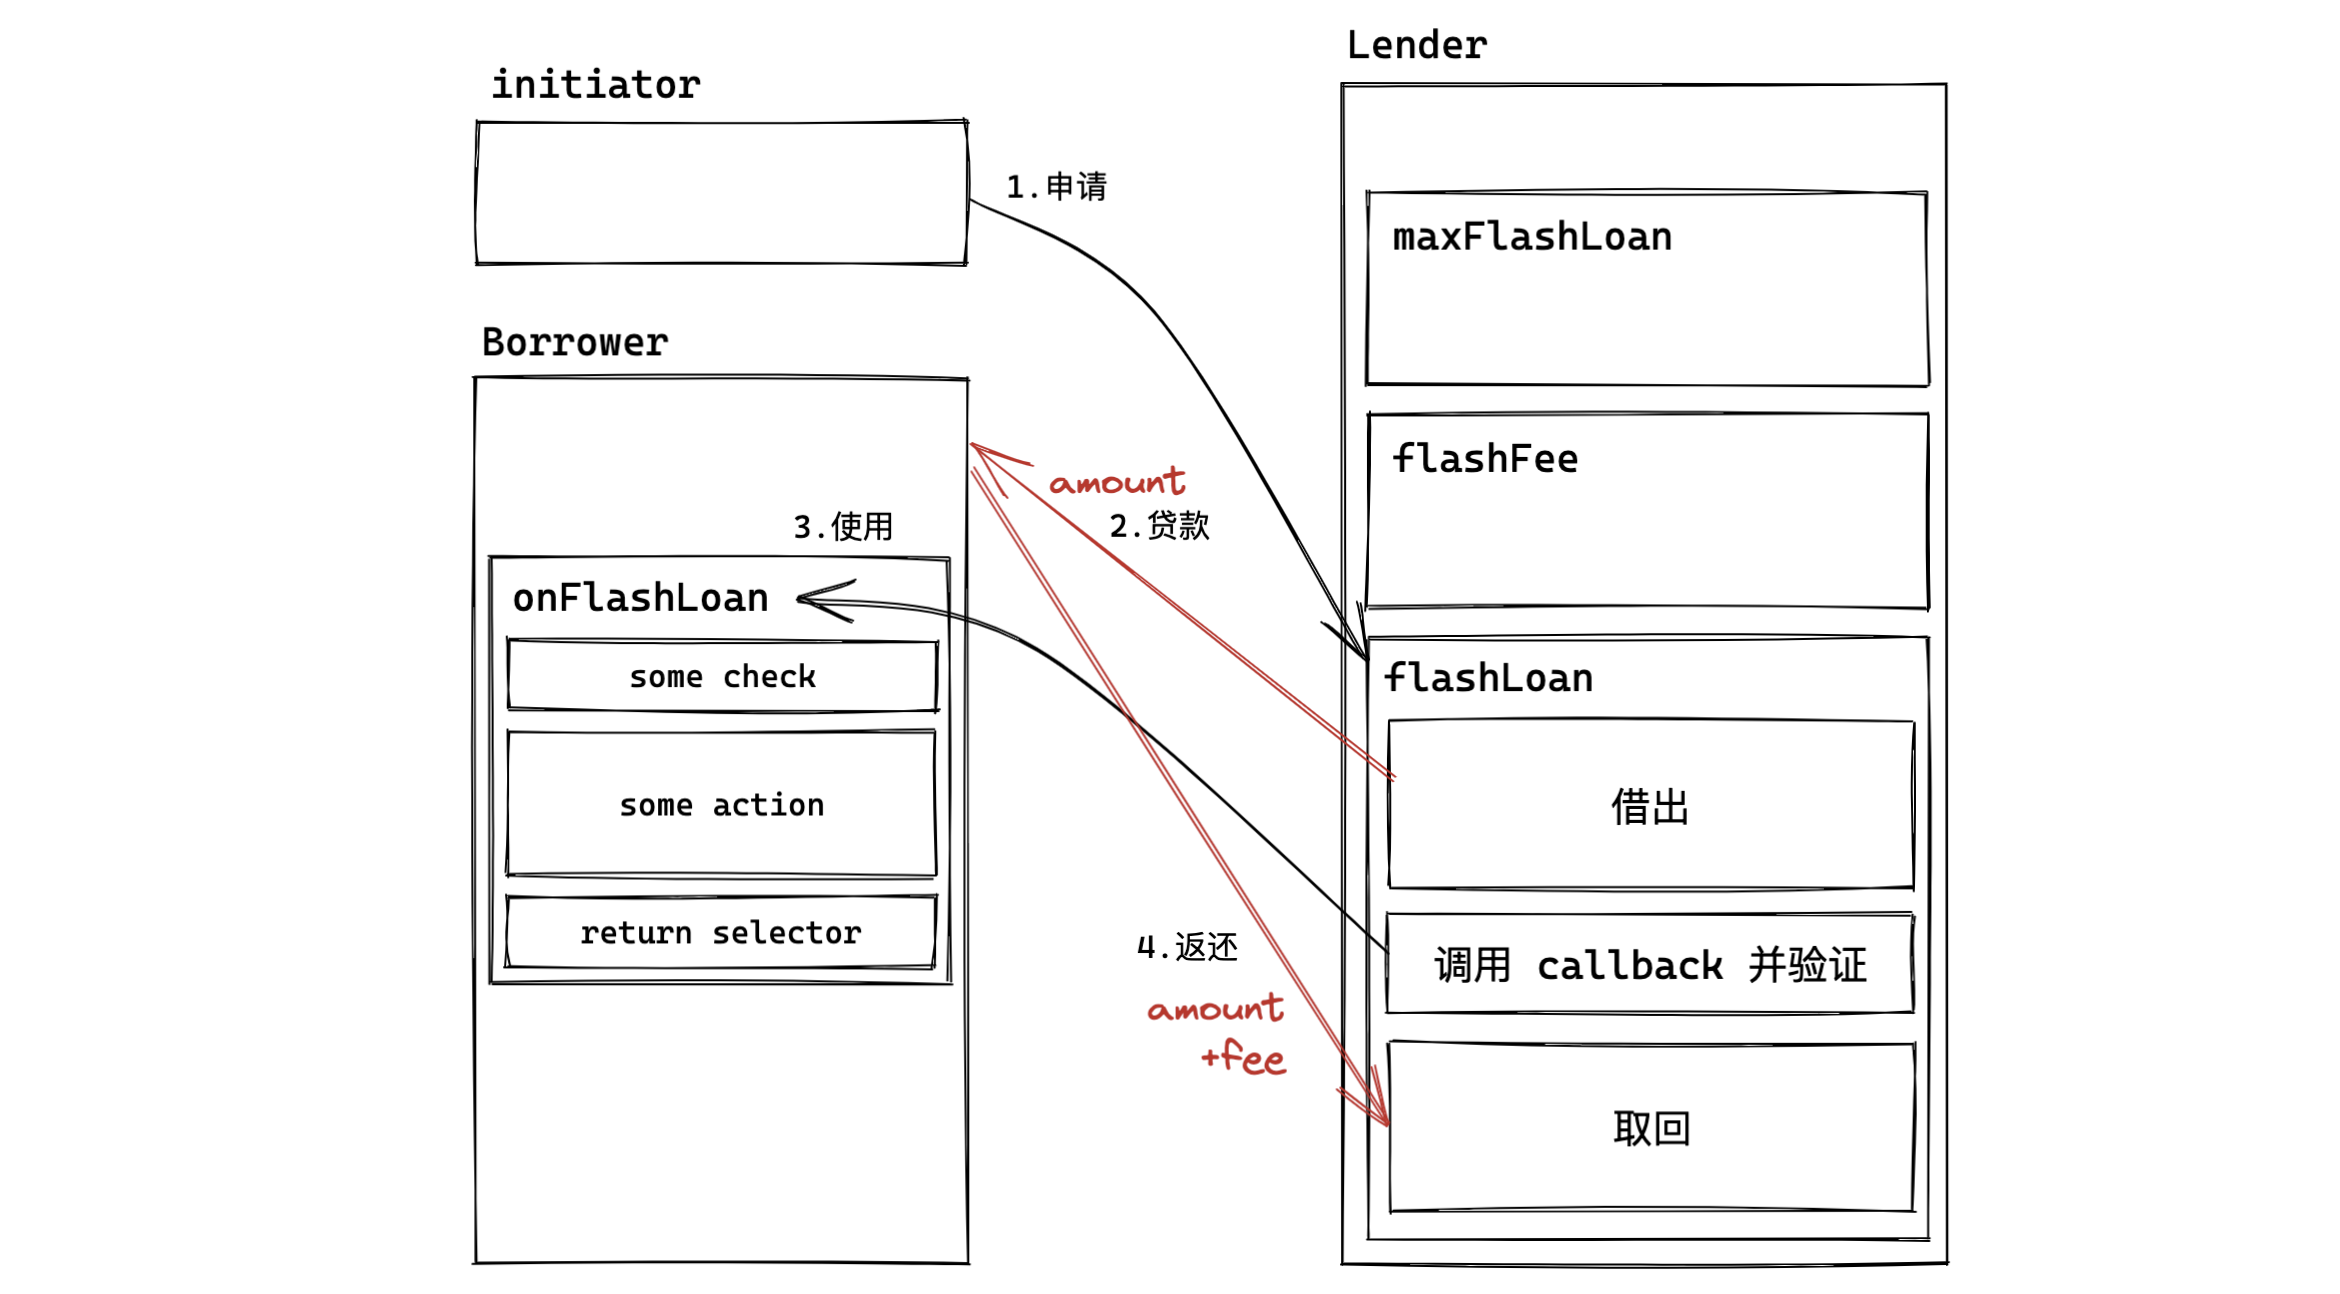 initiator
1.申请
Borrower
3.使用
onFlashLoan
some check
some action
return selector
amount
2.贷款
4.返还
amount
+fee
Lender
maxFlashLoan
flashFee
flashLoan
借出
调用 callback 并验证
取回